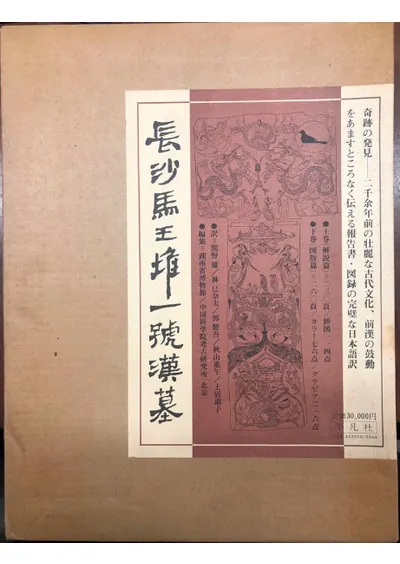 奇跡の発見――二千余年前の壮麗な古代文化、前漢の鼓動
をあますところなく伝える報告書・図録の完璧な日本語訳
●上巻 解説篇
●下巻 図版篇
●訳 関野雄/林巳奈夫/郭
/秋山進午/土居淑子
●編集 湖南省博物館/中国科学院考古研究所/北京
長沙馬王堆一號漢墓
定価30,000円
平凡社